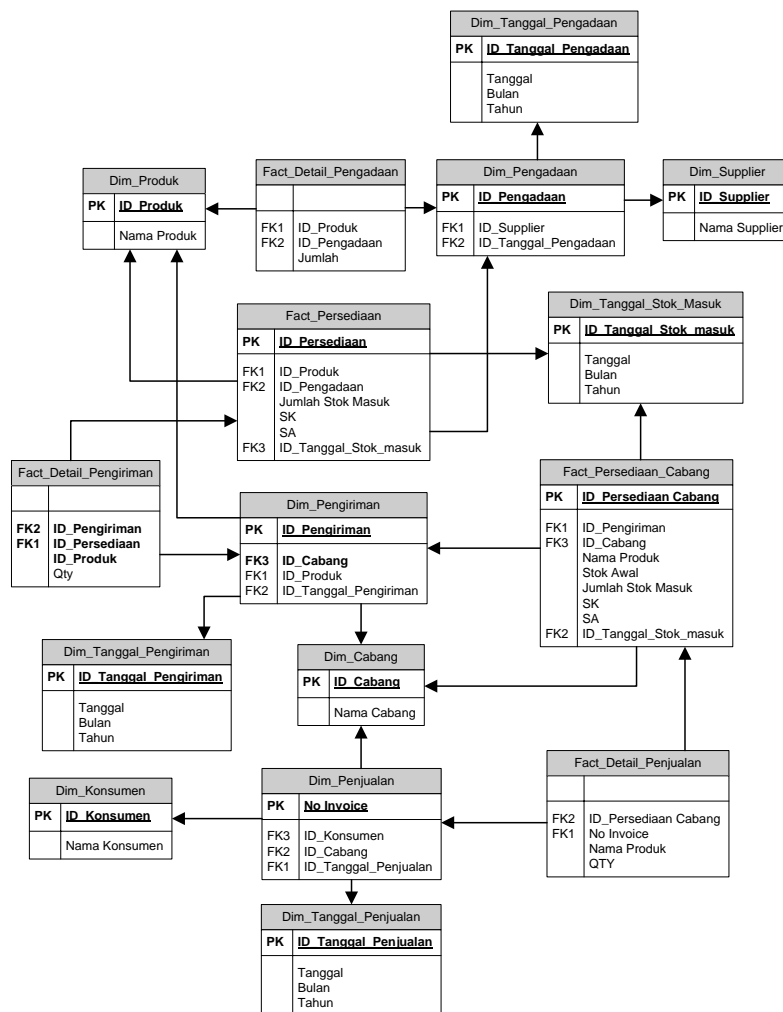 Dim_Tanggal_Pengadaan
PK ID_Tanggal_Pengadaan
Tanggal
Bulan
Tahun
Dim_Produk
PK ID_Produk
Nama Produk
Fact_Detail_Pengadaan
FK1 ID_Produk
FK2 ID_Pengadaan
Jumlah
Dim_Pengadaan
PK ID_Pengadaan
FK1 ID_Supplier
FK2 ID_Tanggal_Pengadaan
Dim_Supplier
PK ID_Supplier
Nama Supplier
Fact_Persediaan
PK ID_Persediaan
FK1 ID_Produk
FK2 ID_Pengadaan
Jumlah Stok Masuk
SK
SA
FK3 ID_Tanggal_Stok_masuk
Dim_Tanggal_Stok_Masuk
PK ID_Tanggal_Stok_masuk
Tanggal
Bulan
Tahun
Fact_Detail_Pengiriman
FK2 ID_Pengiriman
FK1 ID_Persediaan
ID_Produk
Qty
Dim_Pengiriman
PK ID_Pengiriman
FK3 ID_Cabang
FK1 ID_Produk
FK2 ID_Tanggal_Pengiriman
Fact_Persediaan_Cabang
PK ID_Persediaan Cabang
FK1 ID_Pengiriman
FK3 ID_Cabang
Nama Produk
Stok Awal
Jumlah Stok Masuk
SK
SA
FK2 ID_Tanggal_Stok_masuk
Dim_Tanggal_Pengiriman
PK ID_Tanggal_Pengiriman
Tanggal
Bulan
Tahun
Dim_Cabang
PK ID_Cabang
Nama Cabang
Dim_Konsumen
PK ID_Konsumen
Nama Konsumen
Dim_Penjualan
PK No Invoice
FK3 ID_Konsumen
FK2 ID_Cabang
FK1 ID_Tanggal_Penjualan
Fact_Detail_Penjualan
FK2 ID_Persediaan Cabang
FK1 No Invoice
Nama Produk
QTY
Dim_Tanggal_Penjualan
PK ID_Tanggal_Penjualan
Tanggal
Bulan
Tahun